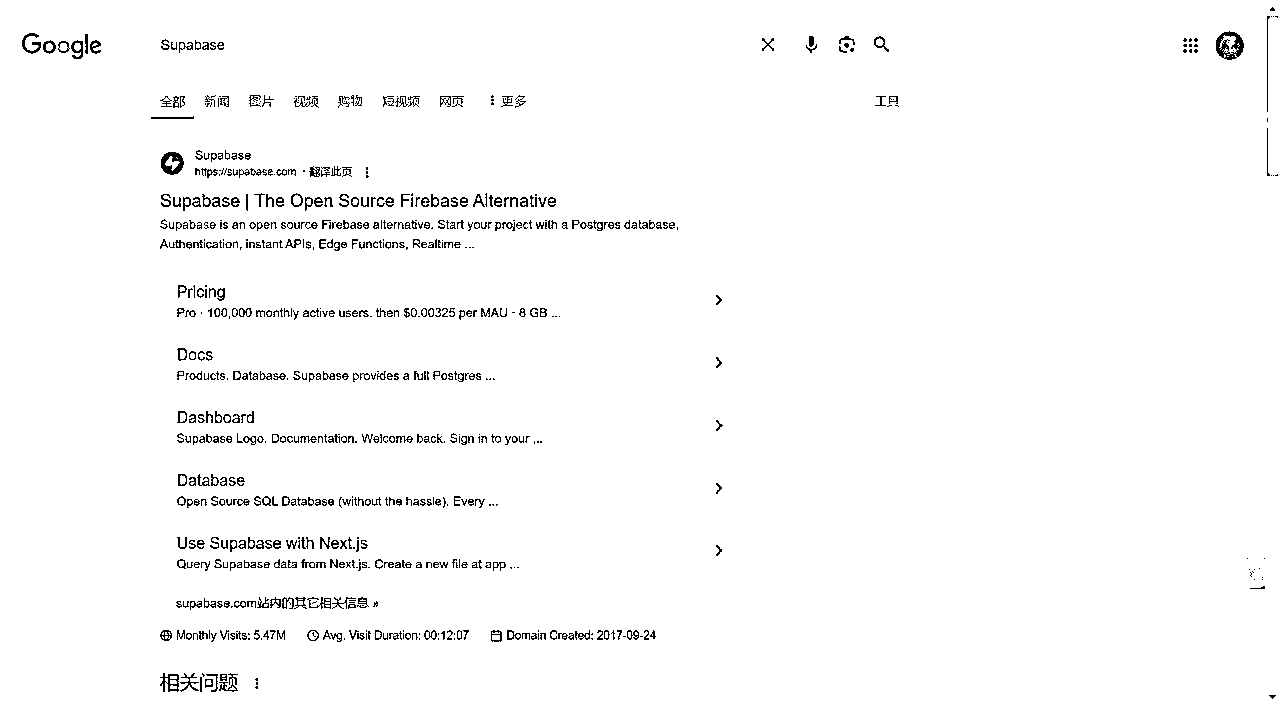 Google
Supabase
全部 新闻 图片 视频 购物 短视频 网页 更多 工具
Supabase
https://supabase.com · 翻译此页
Supabase | The Open Source Firebase Alternative
Supabase is an open source Firebase alternative. Start your project with a Postgres database,
Authentication, instant APIs, Edge Functions, Realtime ...
Pricing
Pro · 100,000 monthly active users. then $0.00325 per MAU · 8 GB ...
Docs
Products. Database. Supabase provides a full Postgres ...
Dashboard
Supabase Logo. Documentation. Welcome back. Sign in to your ...
Database
Open Source SQL Database (without the hassle). Every ...
Use Supabase with Next.js
Query Supabase data from Next.js. Create a new file at app ...
supabase.com站内的其它相关信息 »
Monthly Visits: 5.47M Avg. Visit Duration: 00:12:07 Domain Created: 2017-09-24
相关问题